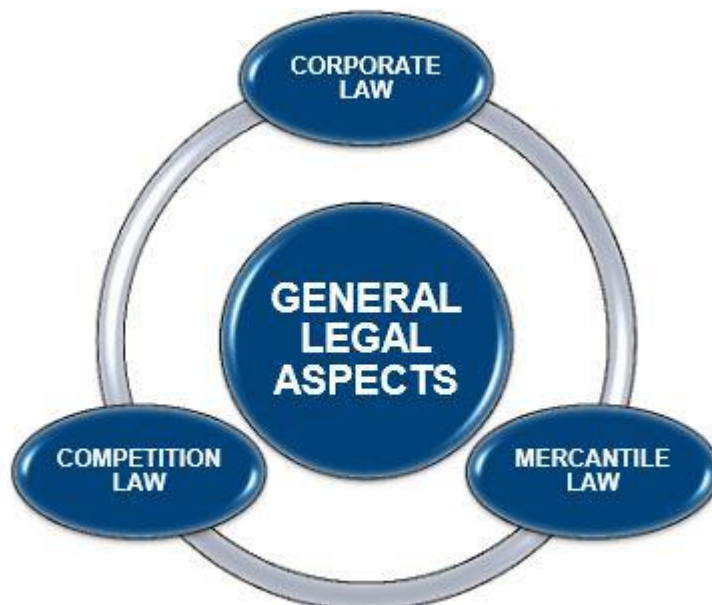 CORPORATE
LAW
GENERAL
LEGAL
ASPECTS
COMPETITION
LAW
MERCANTILE
LAW